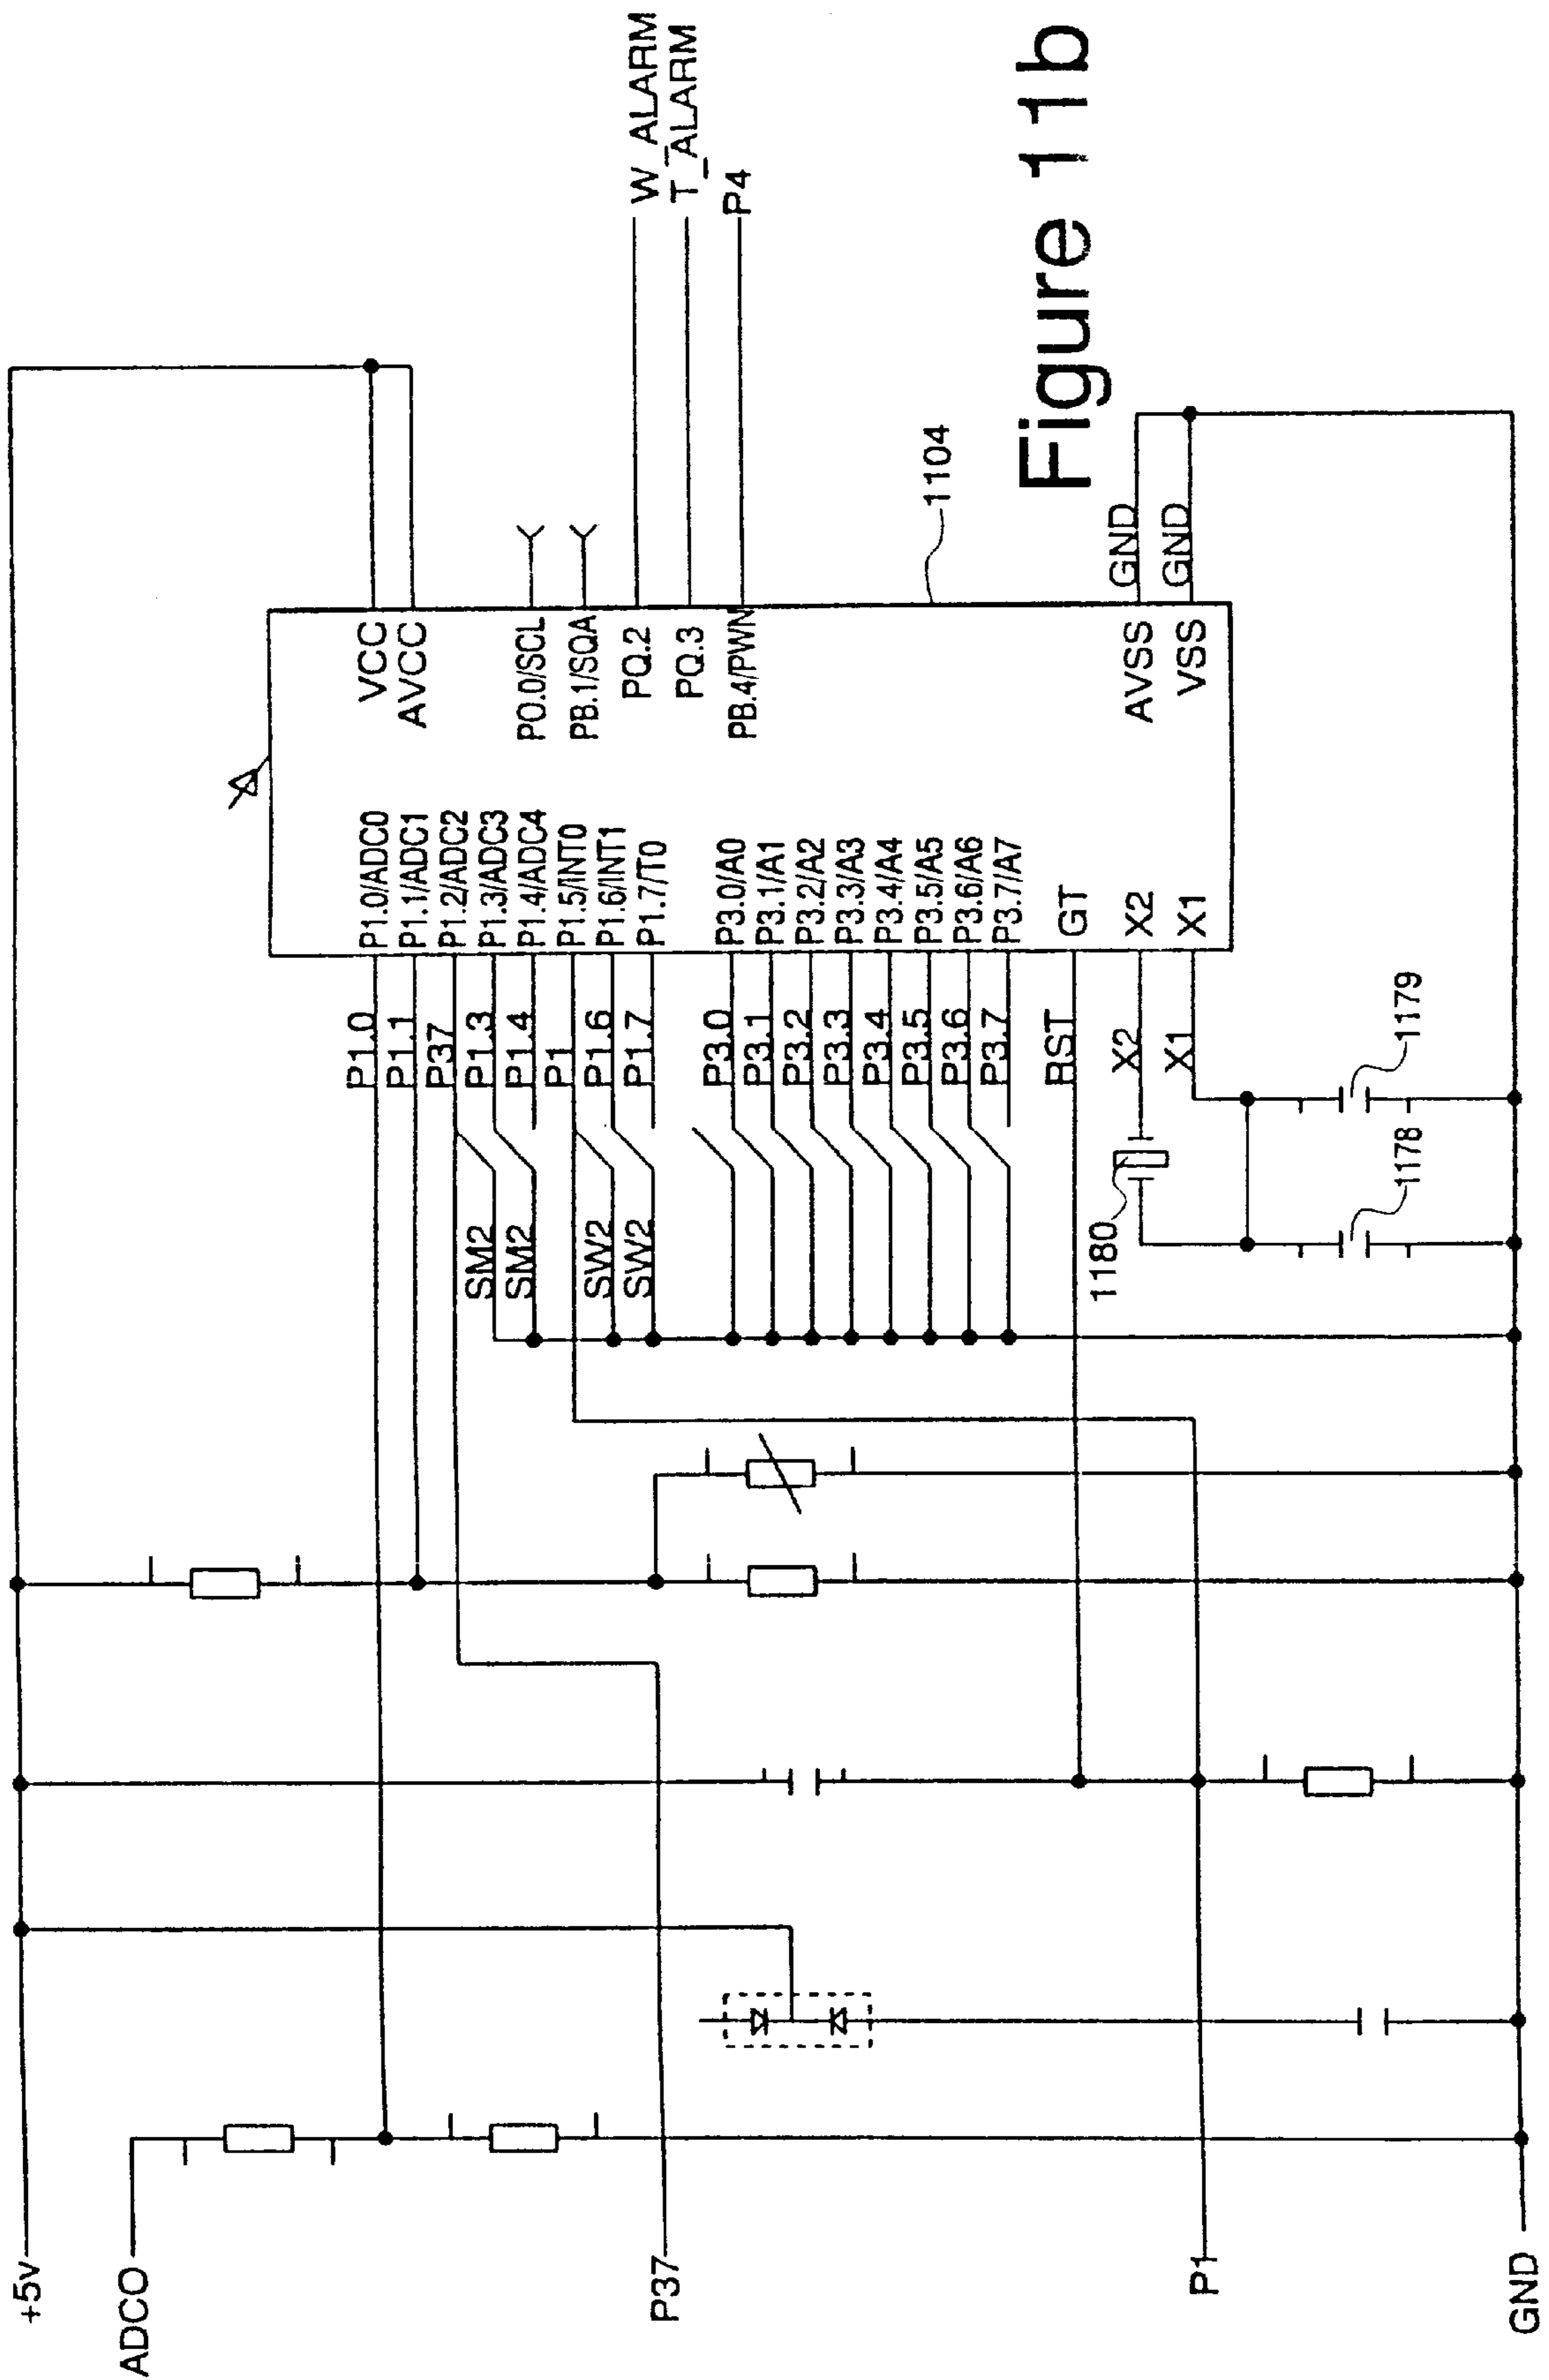 +5v
ADCO
P37
P1
GND
P1.0
P1.1
P37
P1.3
P1.4
P1
P1.6
P1.7
P3.0
P3.1
P3.2
P3.3
P3.4
P3.5
P3.6
P3.7
RST
X2
X1
SM2
SM2
SW2
SW2
1180
1178
1179
P1.0/ADC0
P1.1/ADC1
P1.2/ADC2
P1.3/ADC3
P1.4/ADC4
P1.5/INT0
P1.6/INT1
P1.7/T0
P3.0/A0
P3.1/A1
P3.2/A2
P3.3/A3
P3.4/A4
P3.5/A5
P3.6/A6
P3.7/A7
GT
X2
X1
VCC
AVCC
PO.0/SCL
PB.1/SQA
PQ.2
PQ.3
PB.4/PWN
AVSS
VSS
GND
GND
W_ALARM
T_ALARM
P4
1104
Figure 11b